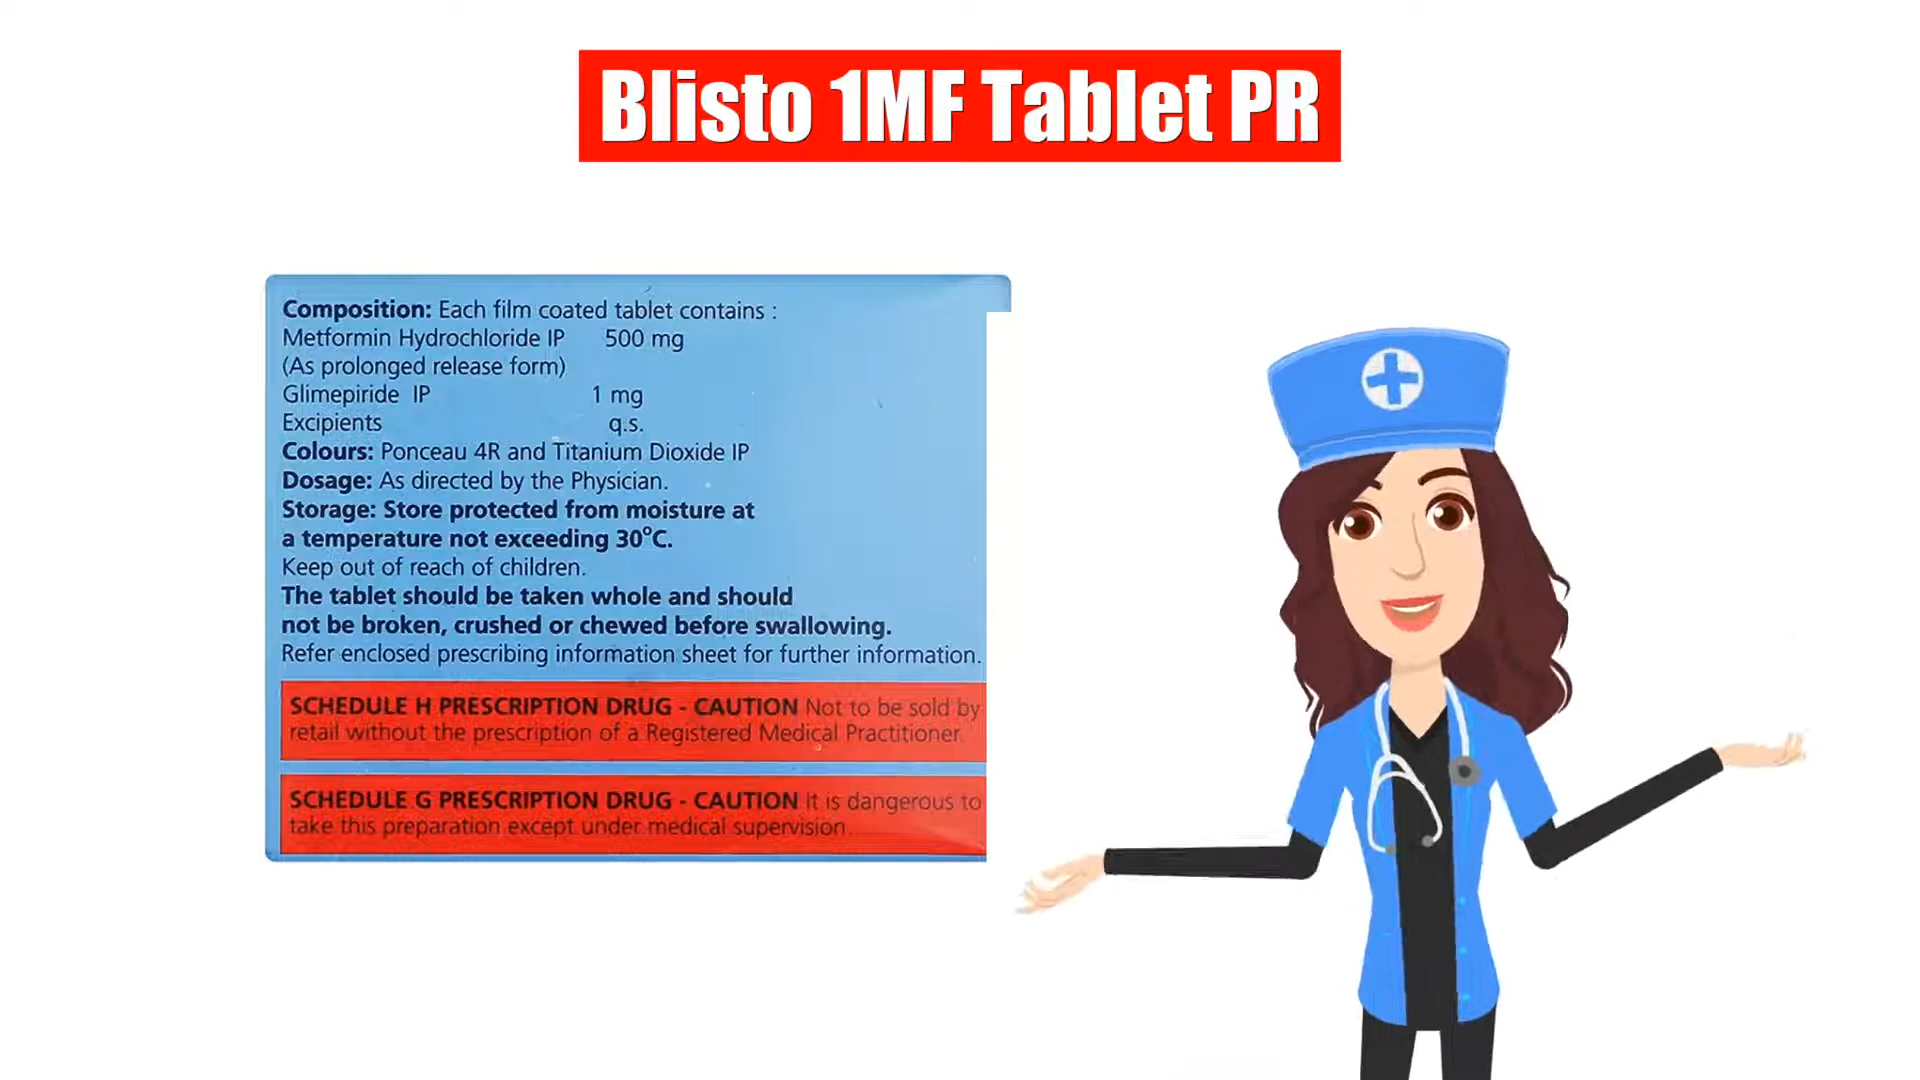 Blisto 1MF Tablet PR
Composition: Each film coated tablet contains :
Metformin Hydrochloride IP 500 mg
(As prolonged release form)
Glimepiride IP 1 mg
Excipients q.s.
Colours: Ponceau 4R and Titanium Dioxide IP
Dosage: As directed by the Physician.
Storage: Store protected from moisture at
a temperature not exceeding 30°C.
Keep out of reach of children.
The tablet should be taken whole and should
not be broken, crushed or chewed before swallowing.
Refer enclosed prescribing information sheet for further information.
SCHEDULE H PRESCRIPTION DRUG - CAUTION Not to be sold by
retail without the prescription of a Registered Medical Practitioner.
SCHEDULE G PRESCRIPTION DRUG - CAUTION It is dangerous to
take this preparation except under medical supervision.